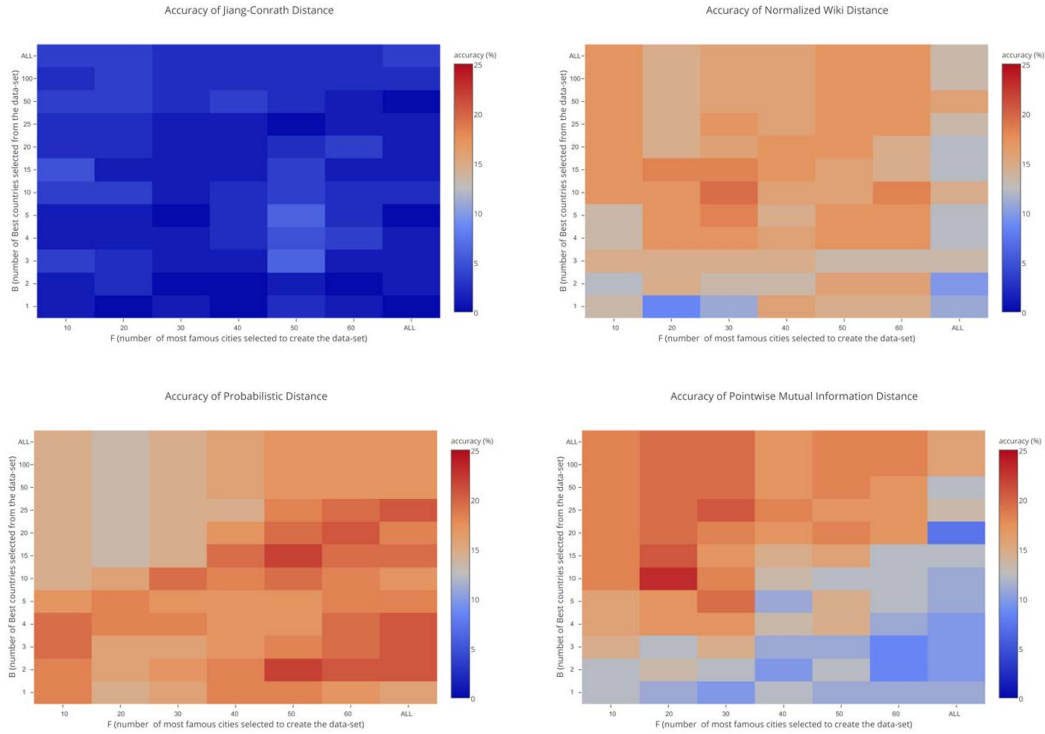 Accuracy of Jiang-Conrath Distance
accuracy (%)
25
20
15
10
5
0
B (number of Best countries selected from the data-set)
ALL
100
50
25
20
15
10
5
4
3
2
1
10 20 30 40 50 60 ALL
F (number of most famous cities selected to create the data-set)
Accuracy of Normalized Wiki Distance
accuracy (%)
25
20
15
10
5
0
B (number of Best countries selected from the data-set)
ALL
100
50
25
20
15
10
5
4
3
2
1
10 20 30 40 50 60 ALL
F (number of most famous cities selected to create the data-set)
Accuracy of Probabilistic Distance
accuracy (%)
25
20
15
10
5
0
B (number of Best countries selected from the data-set)
ALL
100
50
25
20
15
10
5
4
3
2
1
10 20 30 40 50 60 ALL
F (number of most famous cities selected to create the data-set)
Accuracy of Pointwise Mutual Information Distance
accuracy (%)
25
20
15
10
5
0
B (numbet of Best countries selected from the data-set)
ALL
100
50
25
20
15
10
5
4
3
2
1
10 20 30 40 50 60 ALL
F (number of most famous cities selected to create the data-set)